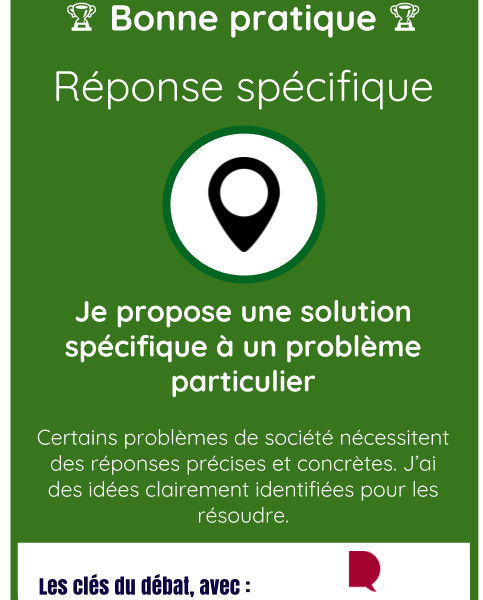 Bonne pratique
Réponse spécifique
Je propose une solution
spécifique à un problème
particulier
Certains problèmes de société nécessitent
des réponses précises et concrètes. J’ai
des idées clairement identifiées pour les
résoudre.
Les clés du débat, avec :